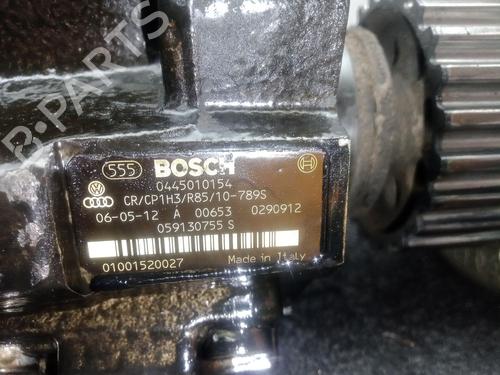 B-PARTS
555 BOSCH
0445010154
CR/CP1H3/R85/10-789S
06-05-12 A 00653 0290912
059130755 S
01001520027 Made in Italy